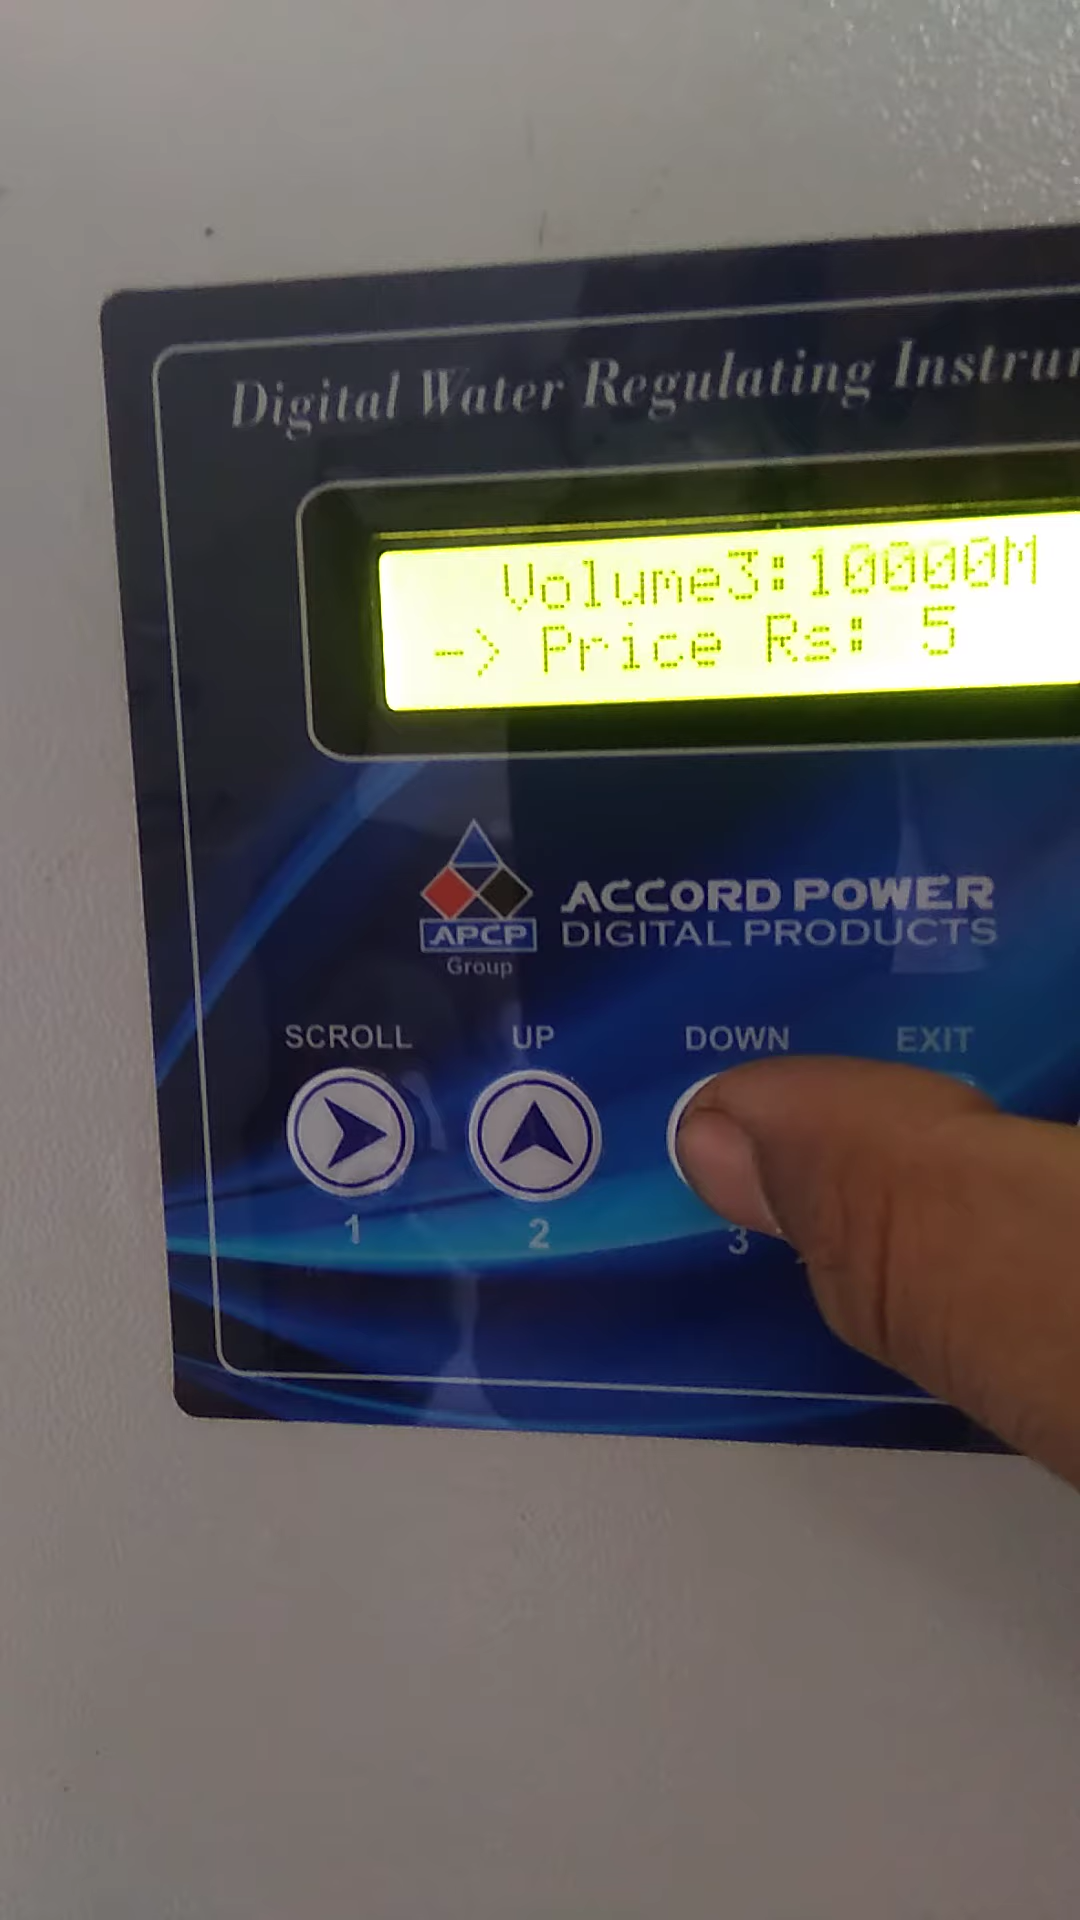 Digital Water Regulating
Volume3:10000M
-> Price Rs: 5
ACCORD POWER
DIGITAL PRODUCTS
APCP
Group
SCROLL UP DOWN EXIT
1 2 3